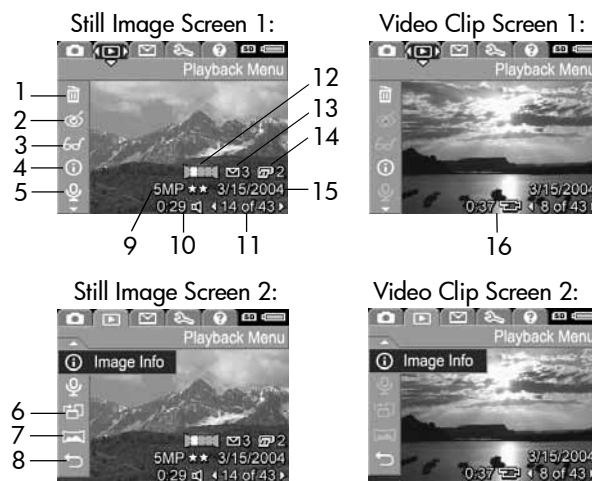 Still Image Screen 1:
Video Clip Screen 1:
SD
SD
Playback Menu
Playback Menu
1
2
3
4
5
12
13
14
3
2
5MP ★★ 3/15/2004
15
0:29
14 of 43
9
10
11
3/15/2004
0:37
8 of 43
16
Still Image Screen 2:
Video Clip Screen 2:
SD
SD
Playback Menu
Playback Menu
Image Info
Image Info
6
7
8
3
2
5MP ★★ 3/15/2004
0:29
14 of 43
3/15/2004
0:37
8 of 43